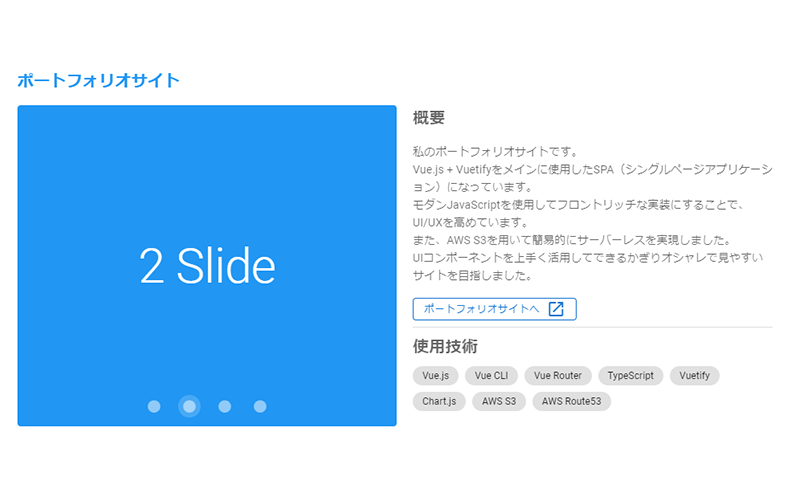 ポートフォリオサイト
2 Slide
概要
私のポートフォリオサイトです。
Vue.js + Vuetifyをメインに使用したSPA（シングルページアプリケーシ
ョン）になっています。
モダンJavaScriptを使用してフロントリッチな実装にすることで、
UI/UXを高めています。
また、AWS S3を用いて簡易的にサーバーレスを実現しました。
UIコンポーネントを上手く活用してできるかぎりオシャレで見やすい
サイトを目指しました。
ポートフォリオサイトへ
使用技術
Vue.js Vue CLI Vue Router TypeScript Vuetify
Chart.js AWS S3 AWS Route53